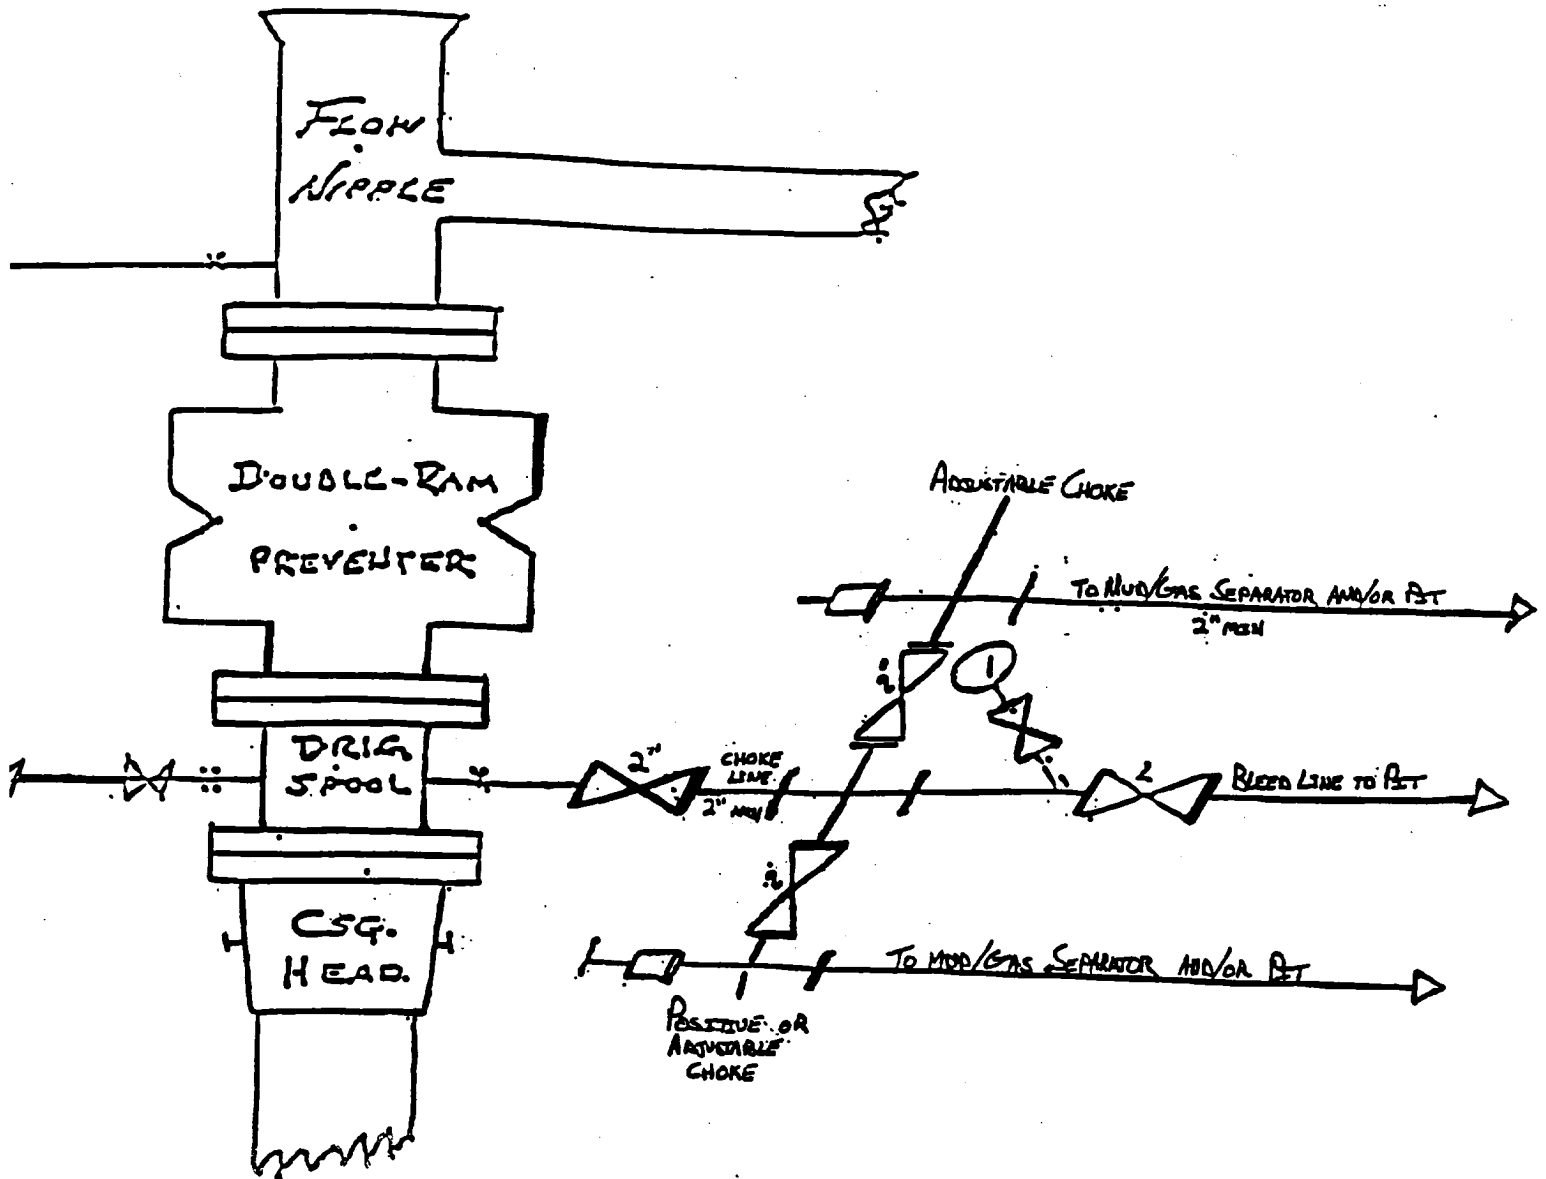 FLOW
NIPPLE
DOUBLE-RAM
PREVENTER
ADJUSTABLE CHOKE
TO MUD/GAS SEPARATOR AND/OR PIT
2" MIN
1
DRLG
SPOOL
2"
CHOKE
LINE
2" MIN
2
BLEED LINE TO PIT
CSG.
HEAD
TO MUD/GAS SEPARATOR AND/OR PIT
POSITIVE OR
ADJUSTABLE
CHOKE